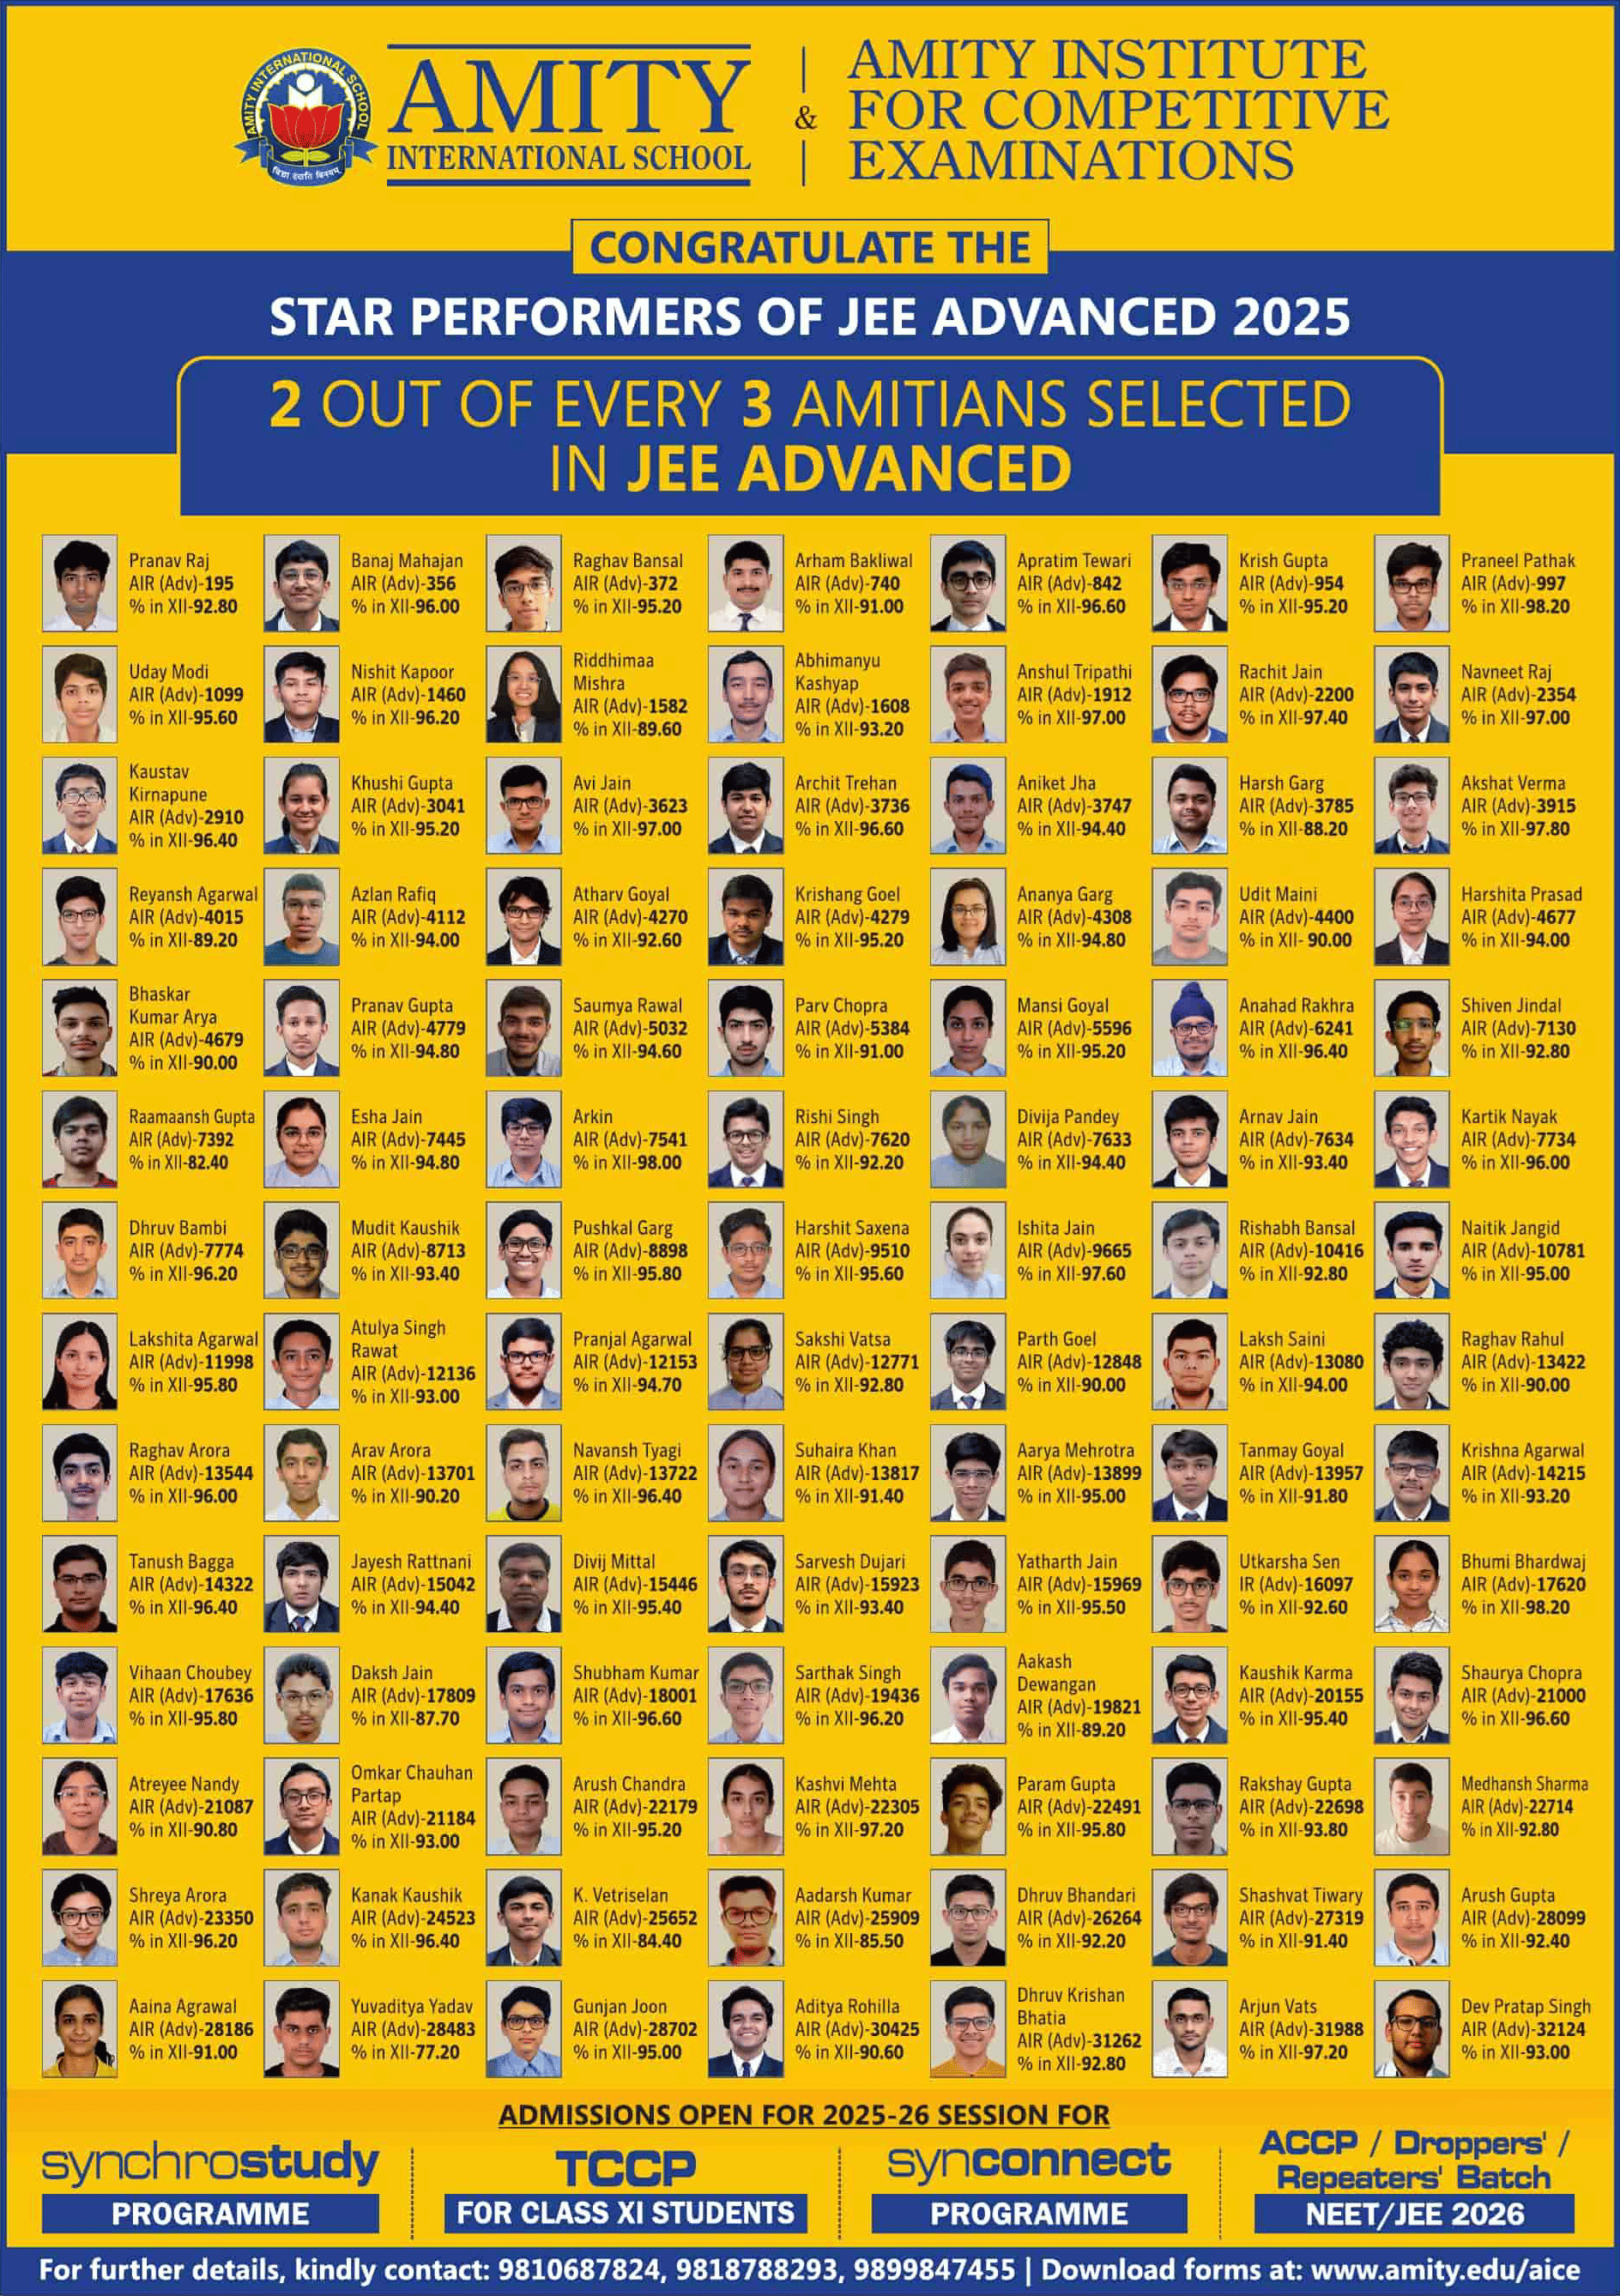 AMITY INTERNATIONAL SCHOOL
विद्या ददाति विनयम्
AMITY
INTERNATIONAL SCHOOL
&
AMITY INSTITUTE
FOR COMPETITIVE
EXAMINATIONS
CONGRATULATE THE
STAR PERFORMERS OF JEE ADVANCED 2025
2 OUT OF EVERY 3 AMITIANS SELECTED
IN JEE ADVANCED
Pranav Raj
AIR (Adv)-195
% in XII-92.80
Banaj Mahajan
AIR (Adv)-356
% in XII-96.00
Raghav Bansal
AIR (Adv)-372
% in XII-95.20
Arham Bakliwal
AIR (Adv)-740
% in XII-91.00
Apratim Tewari
AIR (Adv)-842
% in XII-96.60
Krish Gupta
AIR (Adv)-954
% in XII-95.20
Praneel Pathak
AIR (Adv)-997
% in XII-98.20
Uday Modi
AIR (Adv)-1099
% in XII-95.60
Nishit Kapoor
AIR (Adv)-1460
% in XII-96.20
Riddhimaa
Mishra
AIR (Adv)-1582
% in XII-89.60
Abhimanyu
Kashyap
AIR (Adv)-1608
% in XII-93.20
Anshul Tripathi
AIR (Adv)-1912
% in XII-97.00
Rachit Jain
AIR (Adv)-2200
% in XII-97.40
Navneet Raj
AIR (Adv)-2354
% in XII-97.00
Kaustav
Kirnapune
AIR (Adv)-2910
% in XII-96.40
Khushi Gupta
AIR (Adv)-3041
% in XII-95.20
Avi Jain
AIR (Adv)-3623
% in XII-97.00
Archit Trehan
AIR (Adv)-3736
% in XII-96.60
Aniket Jha
AIR (Adv)-3747
% in XII-94.40
Harsh Garg
AIR (Adv)-3785
% in XII-88.20
Akshat Verma
AIR (Adv)-3915
% in XII-97.80
Reyansh Agarwal
AIR (Adv)-4015
% in XII-89.20
Azlan Rafiq
AIR (Adv)-4112
% in XII-94.00
Atharv Goyal
AIR (Adv)-4270
% in XII-92.60
Krishang Goel
AIR (Adv)-4279
% in XII-95.20
Ananya Garg
AIR (Adv)-4308
% in XII-94.80
Udit Maini
AIR (Adv)-4400
% in XII- 90.00
Harshita Prasad
AIR (Adv)-4677
% in XII-94.00
Bhaskar
Kumar Arya
AIR (Adv)-4679
% in XII-90.00
Pranav Gupta
AIR (Adv)-4779
% in XII-94.80
Saumya Rawal
AIR (Adv)-5032
% in XII-94.60
Parv Chopra
AIR (Adv)-5384
% in XII-91.00
Mansi Goyal
AIR (Adv)-5596
% in XII-95.20
Anahad Rakhra
AIR (Adv)-6241
% in XII-96.40
Shiven Jindal
AIR (Adv)-7130
% in XII-92.80
Raamaansh Gupta
AIR (Adv)-7392
% in XII-82.40
Esha Jain
AIR (Adv)-7445
% in XII-94.80
Arkin
AIR (Adv)-7541
% in XII-98.00
Rishi Singh
AIR (Adv)-7620
% in XII-92.20
Divija Pandey
AIR (Adv)-7633
% in XII-94.40
Arnav Jain
AIR (Adv)-7634
% in XII-93.40
Kartik Nayak
AIR (Adv)-7734
% in XII-96.00
Dhruv Bambi
AIR (Adv)-7774
% in XII-96.20
Mudit Kaushik
AIR (Adv)-8713
% in XII-93.40
Pushkal Garg
AIR (Adv)-8898
% in XII-95.80
Harshit Saxena
AIR (Adv)-9510
% in XII-95.60
Ishita Jain
AIR (Adv)-9665
% in XII-97.60
Rishabh Bansal
AIR (Adv)-10416
% in XII-92.80
Naitik Jangid
AIR (Adv)-10781
% in XII-95.00
Lakshita Agarwal
AIR (Adv)-11998
% in XII-95.80
Atulya Singh
Rawat
AIR (Adv)-12136
% in XII-93.00
Pranjal Agarwal
AIR (Adv)-12153
% in XII-94.70
Sakshi Vatsa
AIR (Adv)-12771
% in XII-92.80
Parth Goel
AIR (Adv)-12848
% in XII-90.00
Laksh Saini
AIR (Adv)-13080
% in XII-94.00
Raghav Rahul
AIR (Adv)-13422
% in XII-90.00
Raghav Arora
AIR (Adv)-13544
% in XII-96.00
Arav Arora
AIR (Adv)-13701
% in XII-90.20
Navansh Tyagi
AIR (Adv)-13722
% in XII-96.40
Suhaira Khan
AIR (Adv)-13817
% in XII-91.40
Aarya Mehrotra
AIR (Adv)-13899
% in XII-95.00
Tanmay Goyal
AIR (Adv)-13957
% in XII-91.80
Krishna Agarwal
AIR (Adv)-14215
% in XII-93.20
Tanush Bagga
AIR (Adv)-14322
% in XII-96.40
Jayesh Rattnani
AIR (Adv)-15042
% in XII-94.40
Divij Mittal
AIR (Adv)-15446
% in XII-95.40
Sarvesh Dujari
AIR (Adv)-15923
% in XII-93.40
Yatharth Jain
AIR (Adv)-15969
% in XII-95.50
Utkarsha Sen
IR (Adv)-16097
% in XII-92.60
Bhumi Bhardwaj
AIR (Adv)-17620
% in XII-98.20
Vihaan Choubey
AIR (Adv)-17636
% in XII-95.80
Daksh Jain
AIR (Adv)-17809
% in XII-87.70
Shubham Kumar
AIR (Adv)-18001
% in XII-96.60
Sarthak Singh
AIR (Adv)-19436
% in XII-96.20
Aakash
Dewangan
AIR (Adv)-19821
% in XII-89.20
Kaushik Karma
AIR (Adv)-20155
% in XII-95.40
Shaurya Chopra
AIR (Adv)-21000
% in XII-96.60
Atreyee Nandy
AIR (Adv)-21087
% in XII-90.80
Omkar Chauhan
Partap
AIR (Adv)-21184
% in XII-93.00
Arush Chandra
AIR (Adv)-22179
% in XII-95.20
Kashvi Mehta
AIR (Adv)-22305
% in XII-97.20
Param Gupta
AIR (Adv)-22491
% in XII-95.80
Rakshay Gupta
AIR (Adv)-22698
% in XII-93.80
Medhansh Sharma
AIR (Adv)-22714
% in XII-92.80
Shreya Arora
AIR (Adv)-23350
% in XII-96.20
Kanak Kaushik
AIR (Adv)-24523
% in XII-96.40
K. Vetriselan
AIR (Adv)-25652
% in XII-84.40
Aadarsh Kumar
AIR (Adv)-25909
% in XII-85.50
Dhruv Bhandari
AIR (Adv)-26264
% in XII-92.20
Shashvat Tiwary
AIR (Adv)-27319
% in XII-91.40
Arush Gupta
AIR (Adv)-28099
% in XII-92.40
Aaina Agrawal
AIR (Adv)-28186
% in XII-91.00
Yuvaditya Yadav
AIR (Adv)-28483
% in XII-77.20
Gunjan Joon
AIR (Adv)-28702
% in XII-95.00
Aditya Rohilla
AIR (Adv)-30425
% in XII-90.60
Dhruv Krishan
Bhatia
AIR (Adv)-31262
% in XII-92.80
Arjun Vats
AIR (Adv)-31988
% in XII-97.20
Dev Pratap Singh
AIR (Adv)-32124
% in XII-93.00
ADMISSIONS OPEN FOR 2025-26 SESSION FOR
synchrostudy
PROGRAMME
TCCP
FOR CLASS XI STUDENTS
synconnect
PROGRAMME
ACCP / Droppers' /
Repeaters' Batch
NEET/JEE 2026
For further details, kindly contact: 9810687824, 9818788293, 9899847455 | Download forms at: www.amity.edu/aice